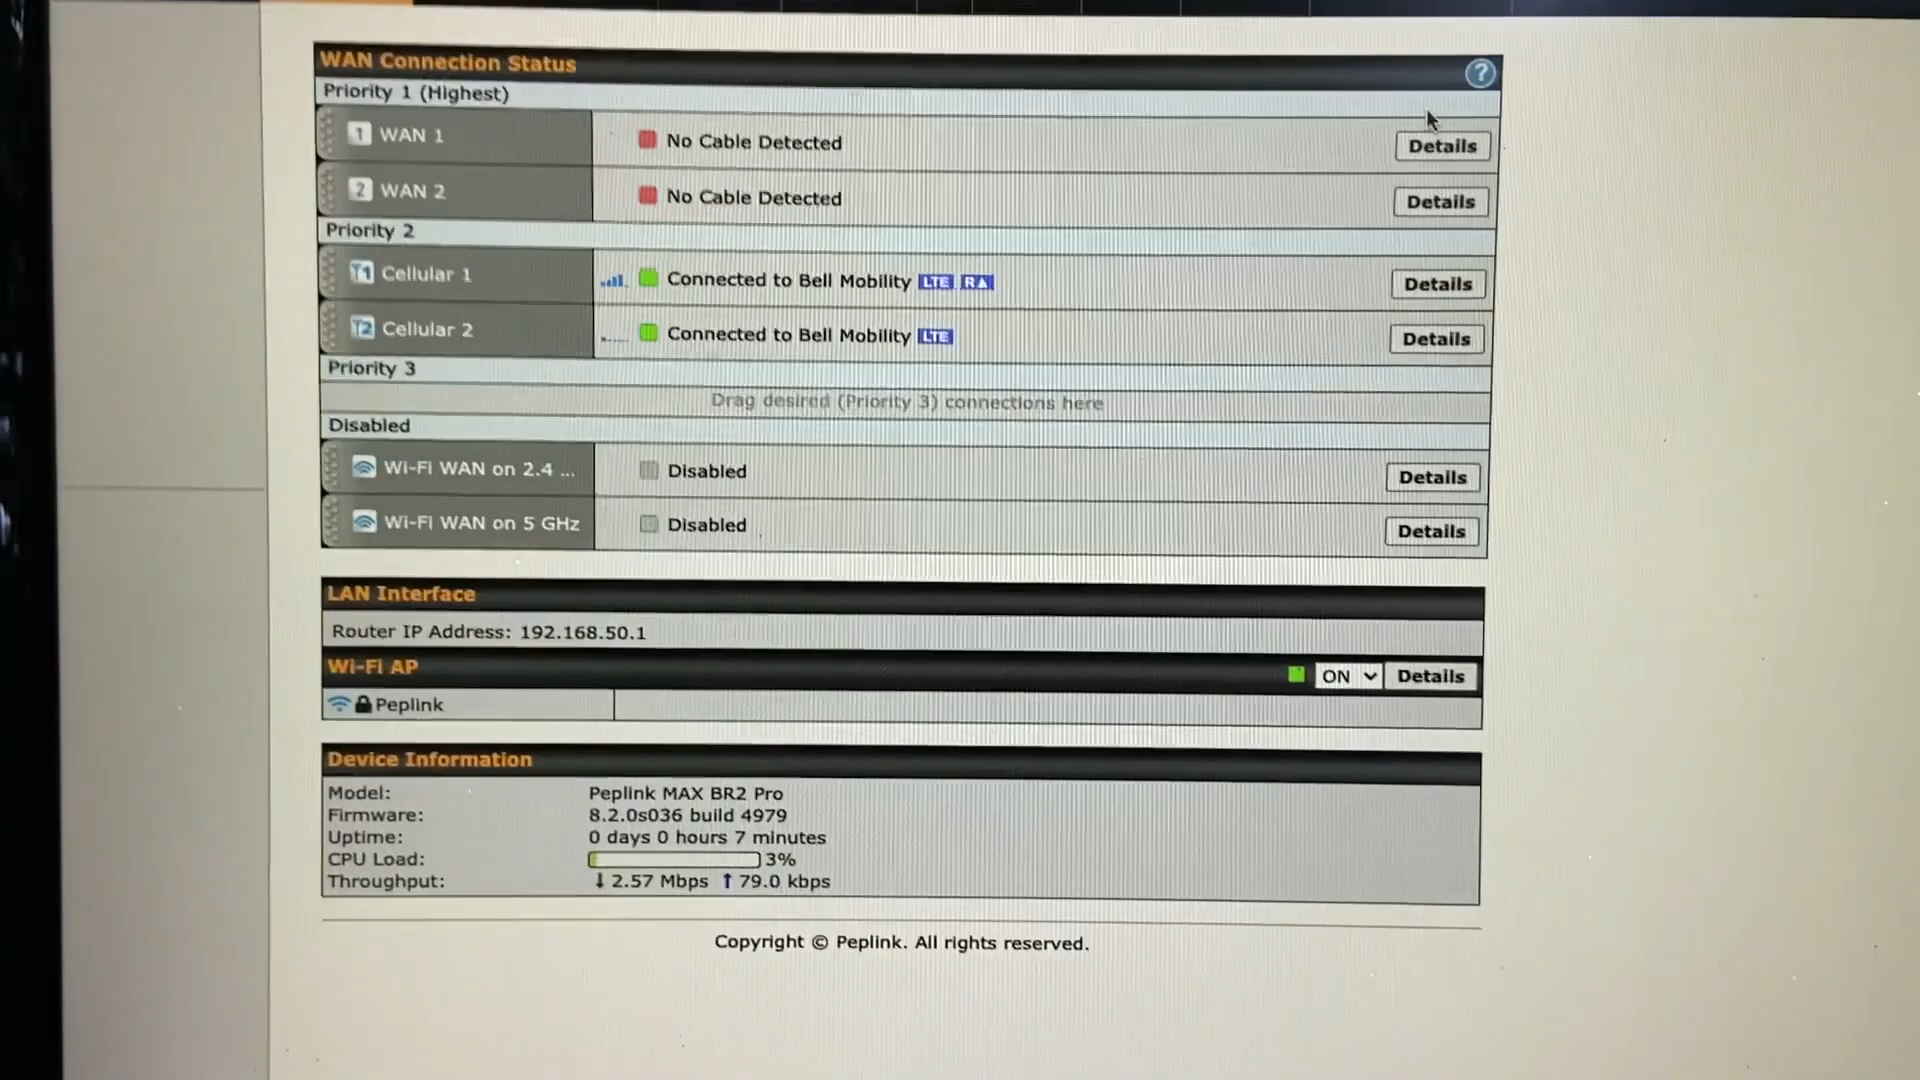 WAN Connection Status
?
Priority 1 (Highest)
1 WAN 1 No Cable Detected Details
2 WAN 2 No Cable Detected Details
Priority 2
1 Cellular 1 Connected to Bell Mobility LTE RA Details
2 Cellular 2 Connected to Bell Mobility LTE Details
Priority 3
Drag desired (Priority 3) connections here
Disabled
Wi-Fi WAN on 2.4 ... Disabled Details
Wi-Fi WAN on 5 GHz Disabled Details
LAN Interface
Router IP Address: 192.168.50.1
Wi-Fi AP ON Details
Peplink
Device Information
Model: Peplink MAX BR2 Pro
Firmware: 8.2.0s036 build 4979
Uptime: 0 days 0 hours 7 minutes
CPU Load: 3%
Throughput: ↓ 2.57 Mbps ↑ 79.0 kbps
Copyright © Peplink. All rights reserved.